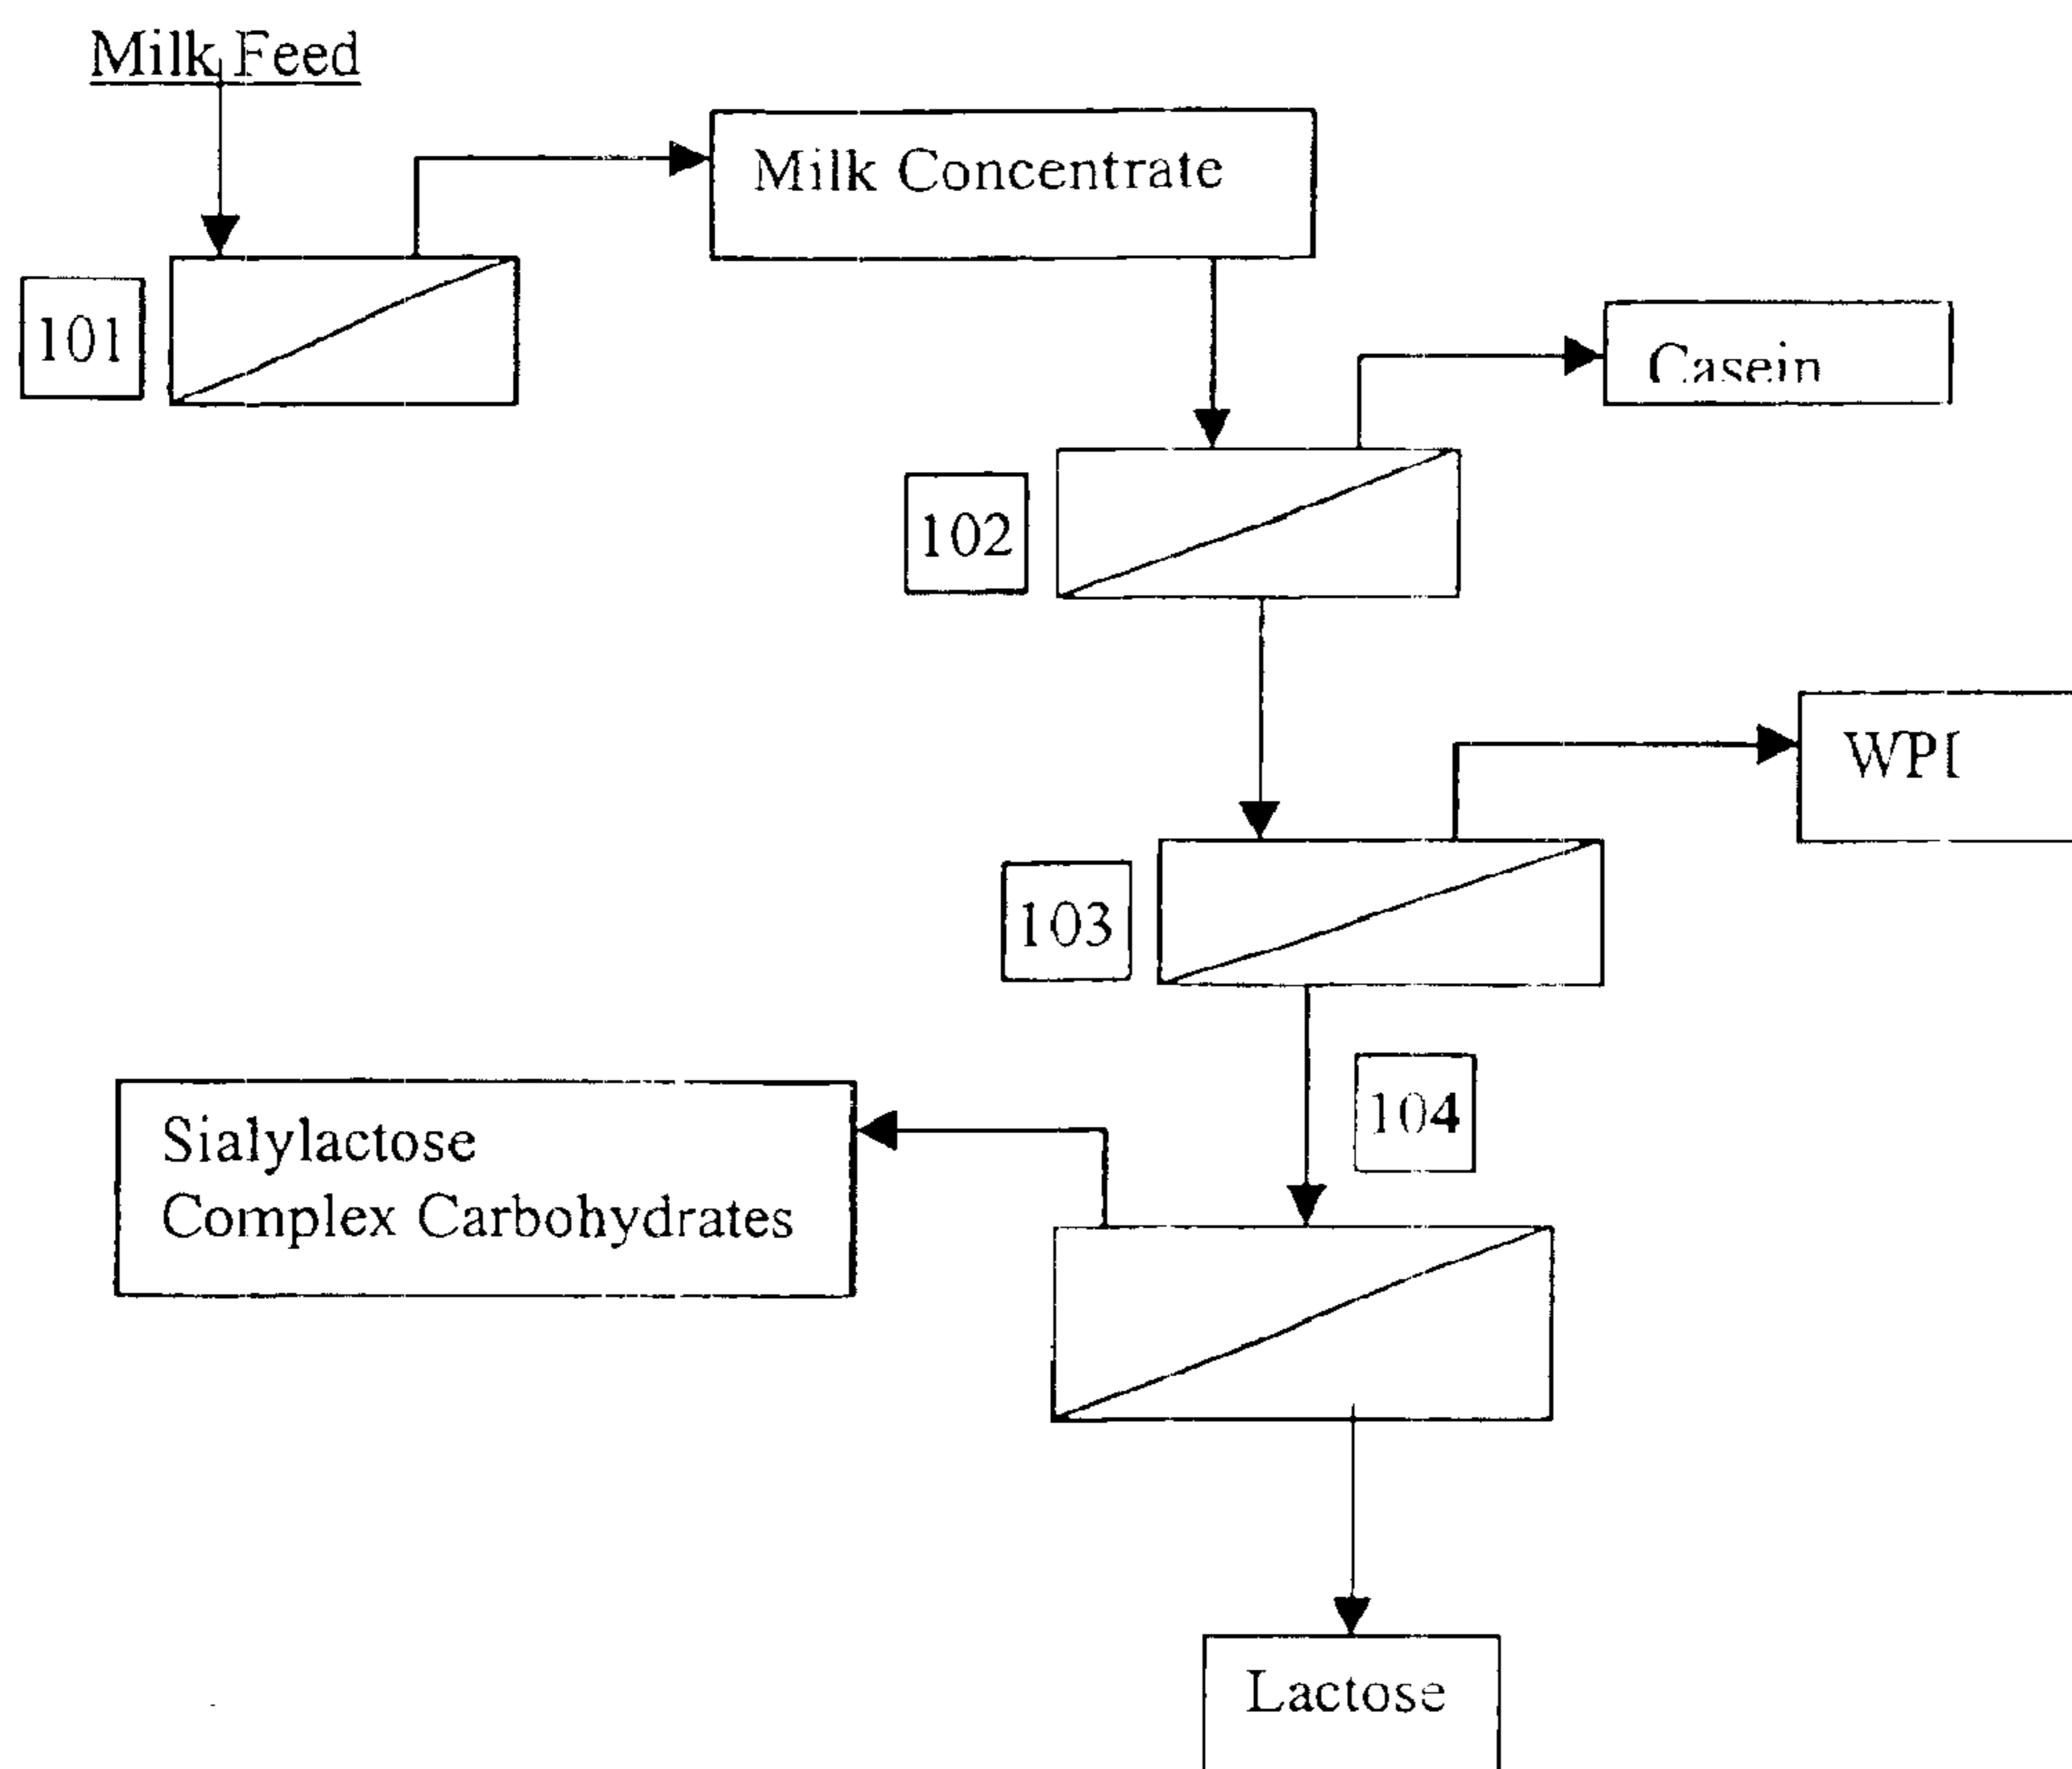 Milk Feed
Milk Concentrate
101
Casein
102
WPI
103
104
Sialylactose
Complex Carbohydrates
Lactose